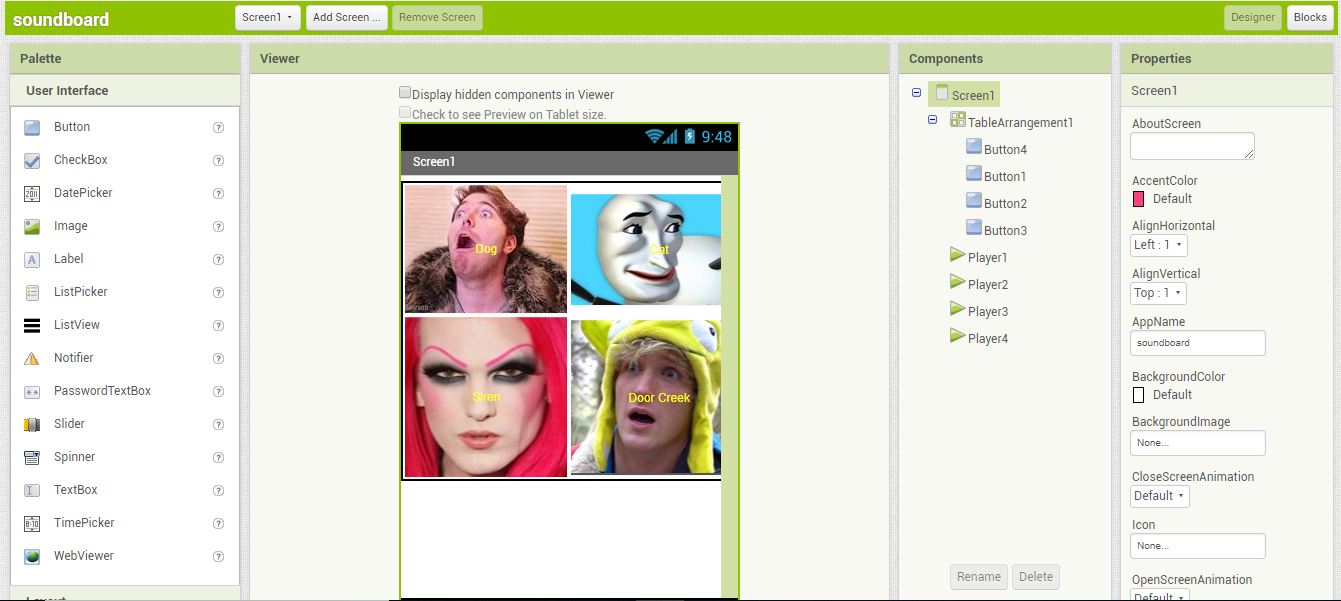 soundboard
Screen1
Add Screen ...
Remove Screen
Designer
Blocks
Palette
User Interface
Button
CheckBox
DatePicker
Image
Label
ListPicker
ListView
Notifier
PasswordTextBox
Slider
Spinner
TextBox
TimePicker
WebViewer
Viewer
Display hidden components in Viewer
Check to see Preview on Tablet size.
9:48
Screen1
Dog
Cat
Siren
Door Creek
Components
Screen1
TableArrangement1
Button4
Button1
Button2
Button3
Player1
Player2
Player3
Player4
Rename
Delete
Properties
Screen1
AboutScreen
AccentColor
Default
AlignHorizontal
Left : 1
AlignVertical
Top : 1
AppName
soundboard
BackgroundColor
Default
BackgroundImage
None...
CloseScreenAnimation
Default
Icon
None...
OpenScreenAnimation
Default